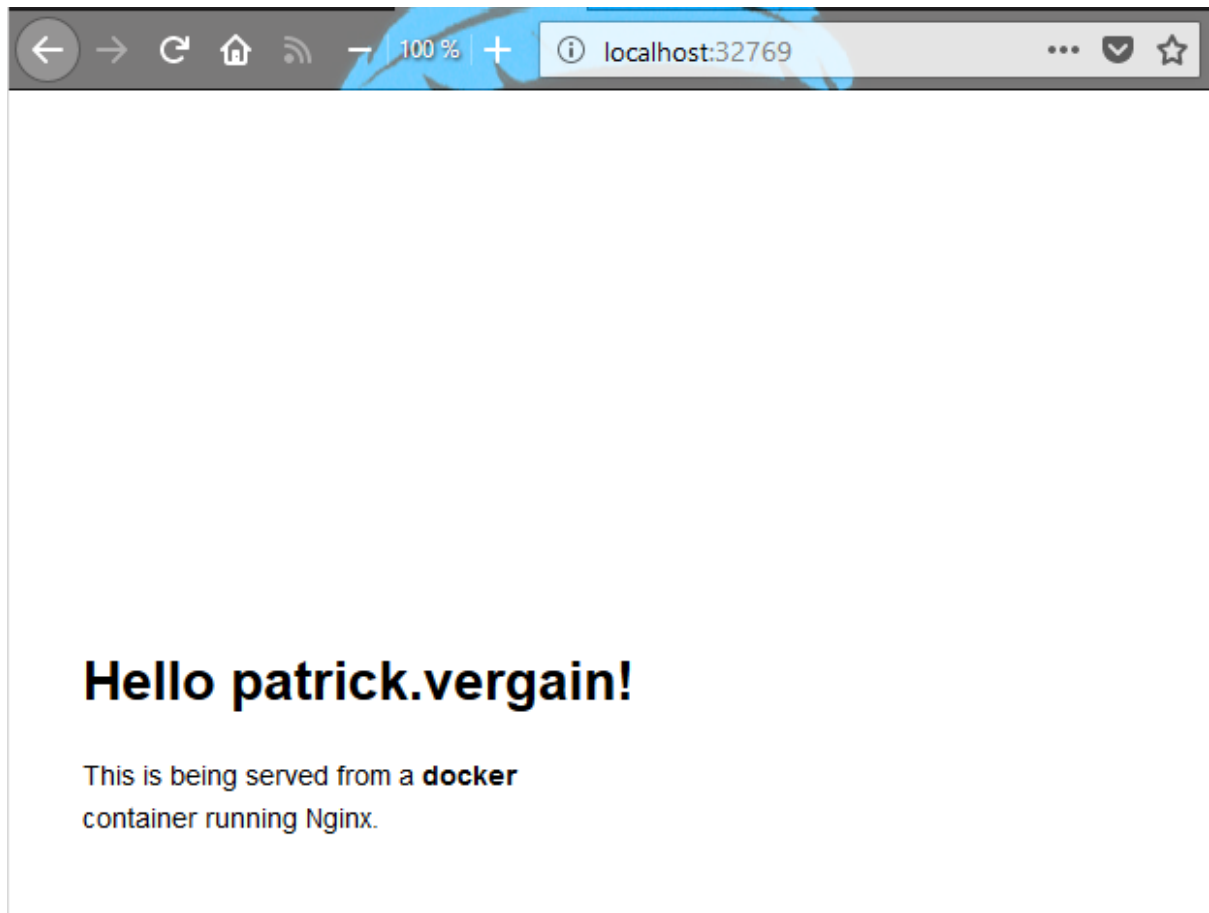 100 %
localhost:32769
Hello patrick.vergain!
This is being served from a docker
container running Nginx.